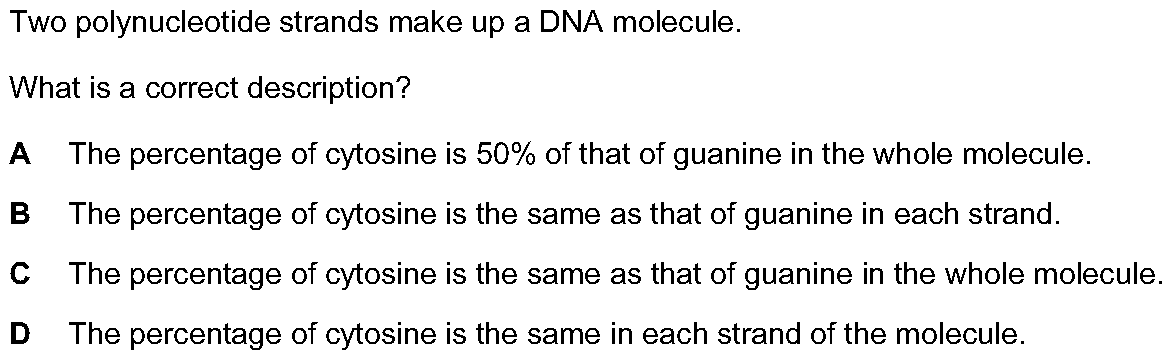 Two polynucleotide strands make up a DNA molecule.
What is a correct description?
A The percentage of cytosine is 50% of that of guanine in the whole molecule.
B The percentage of cytosine is the same as that of guanine in each strand.
C The percentage of cytosine is the same as that of guanine in the whole molecule.
D The percentage of cytosine is the same in each strand of the molecule.